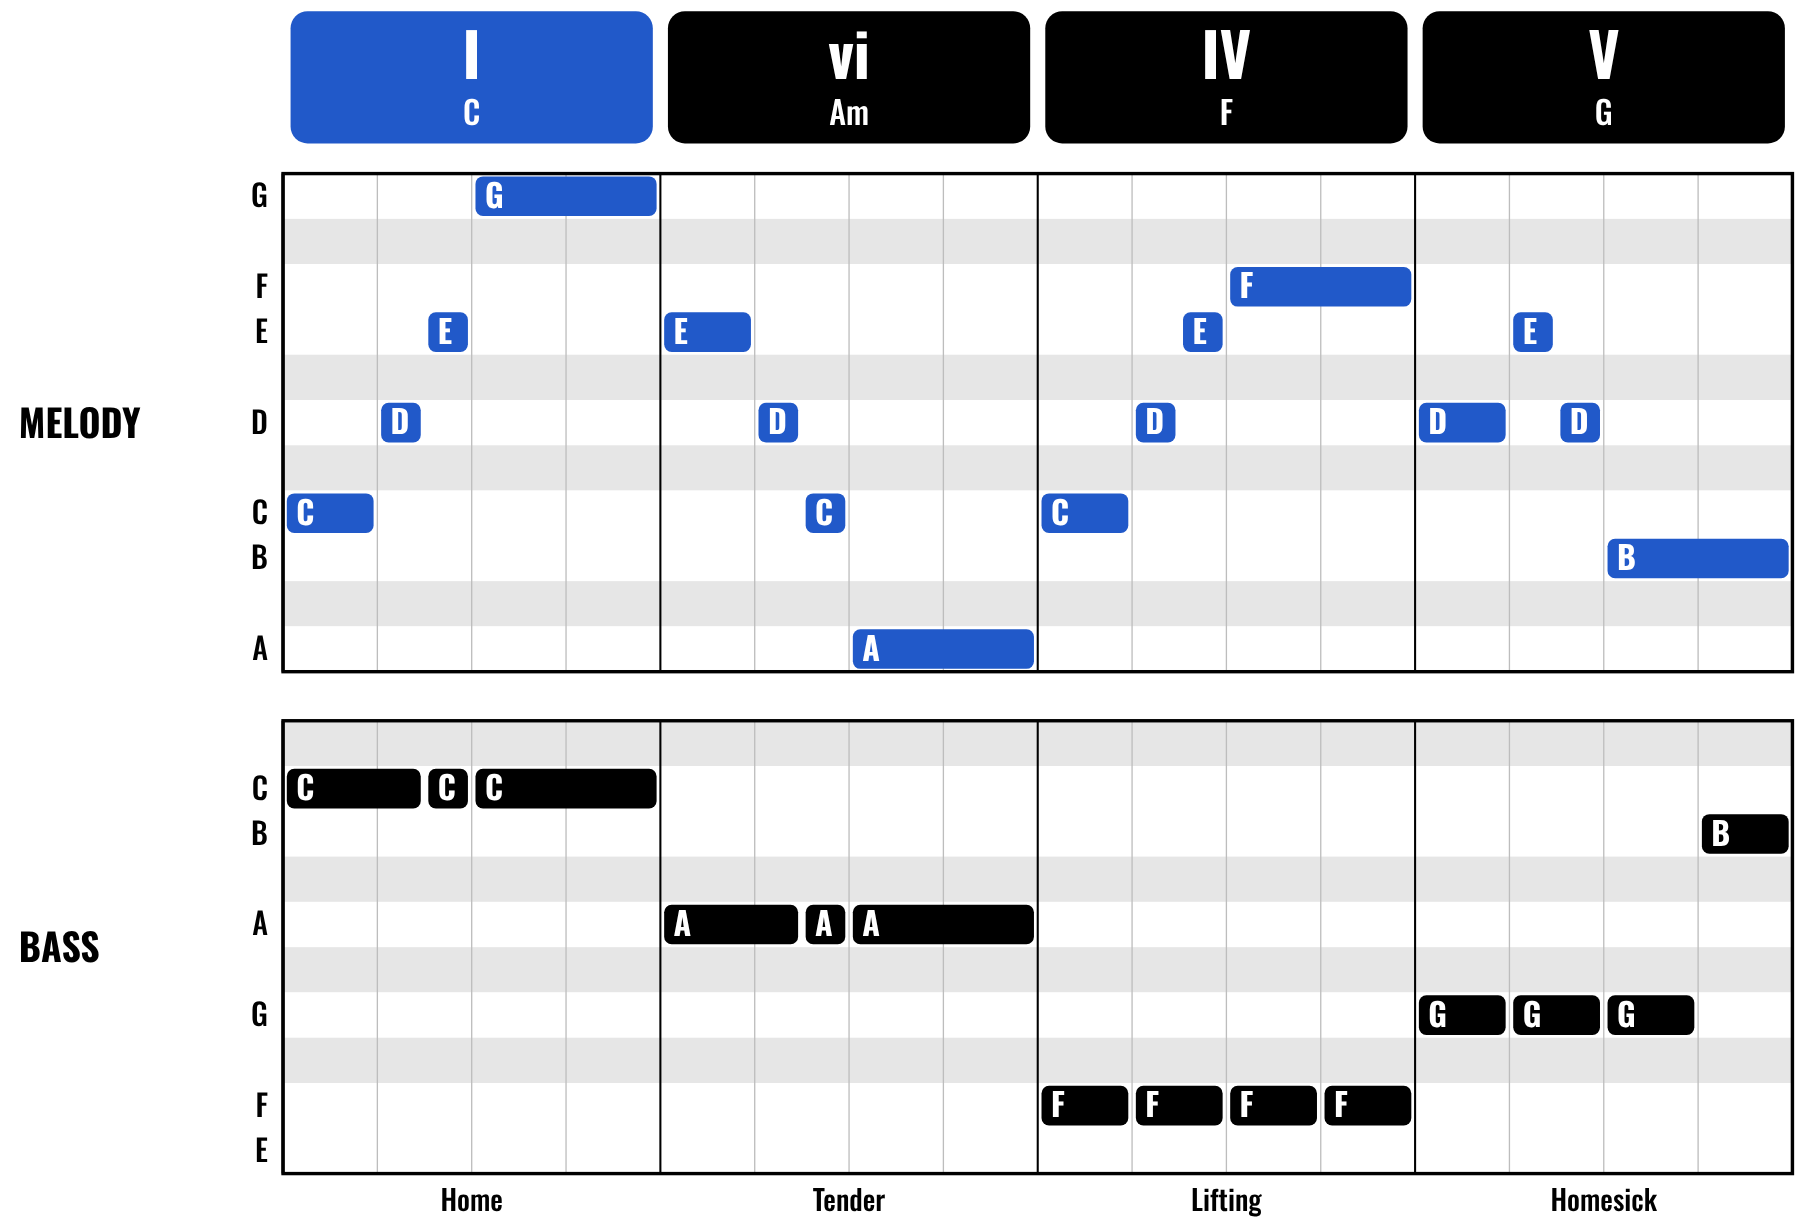 I vi IV V
C Am F G
G G
F F
E E E E E
MELODY
D D D D D D
C C C C
B B
A A
C C C C
B B
BASS
A A A A
G G G G
F F F F F
E
Home Tender Lifting Homesick